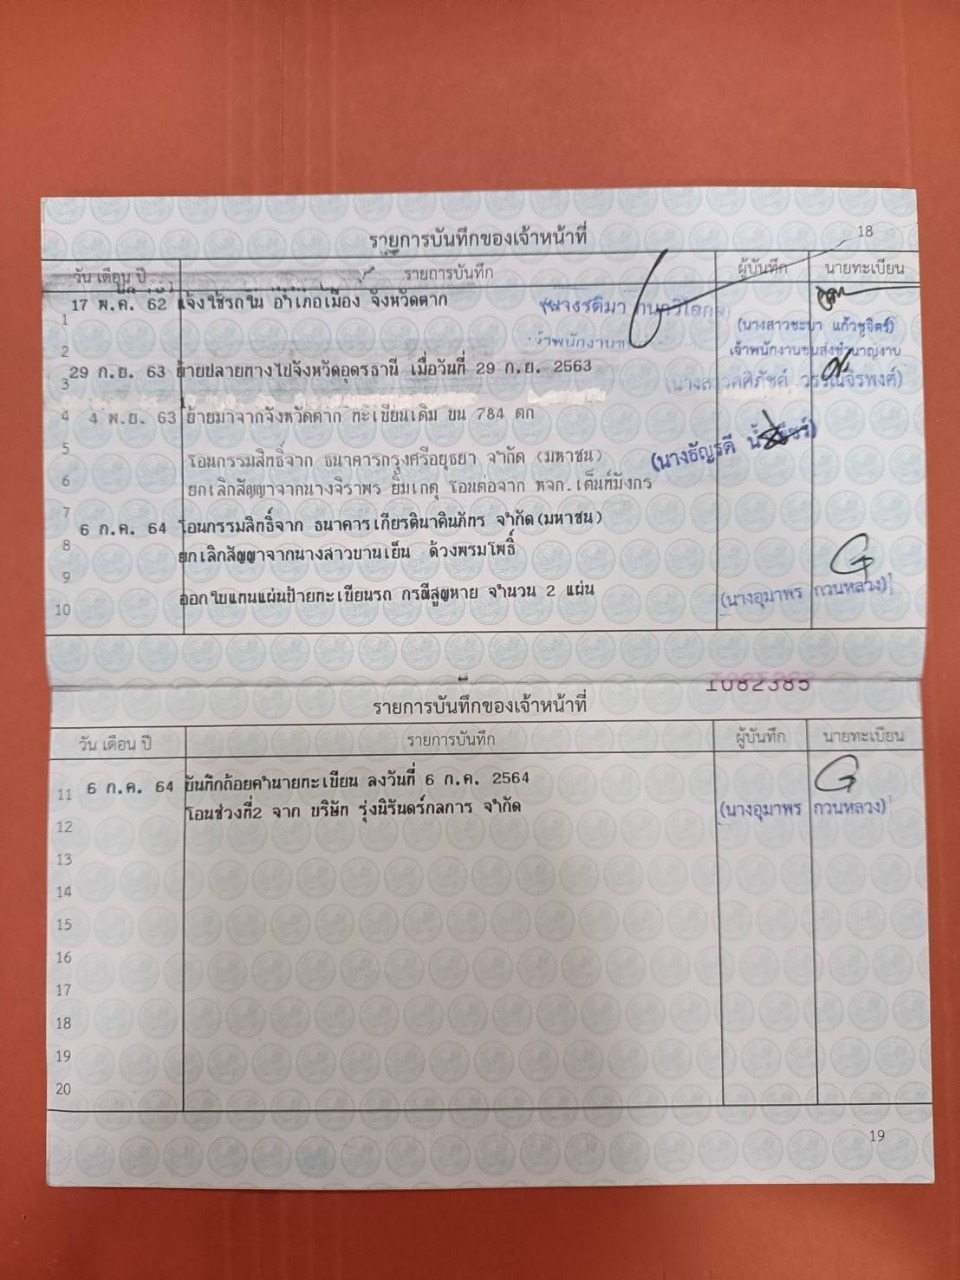 18
รายการบันทึกของเจ้าหน้าที่
วัน เดือน ปี รายการบันทึก ผู้บันทึก นายทะเบียน
17 พ.ค. 62 แจ้งใช้รถใน อำเภอเมือง จังหวัดตาก
1
(นางสาวชะบา แก้วชูจิตร์)
เจ้าพนักงานขนส่งชำนาญงาน
2
29 ก.ย. 63 ย้ายปลายทางไปจังหวัดอุดรธานี เมื่อวันที่ 29 ก.ย. 2563
3
4 4 พ.ย. 63 ย้ายมาจากจังหวัดตาก ทะเบียนเดิม ขน 784 ตก
5
โอนกรรมสิทธิ์จาก ธนาคารกรุงศรีอยุธยา จำกัด (มหาชน) (นางธัญรดี
6
ยกเลิกสัญญาจากนางจิราพร ยิ้มเกตุ โอนต่อจาก หจก.เต็นท์มังกร
7
6 ก.ค. 64 โอนกรรมสิทธิ์จาก ธนาคารเกียรตินาคินภัทร จำกัด(มหาชน)
8
ยกเลิกสัญญาจากนางสาวบานเย็น ด้วงพรมโพธิ์
9
ออกใบแทนแผ่นป้ายทะเบียนรถ กรณีสูญหาย จำนวน 2 แผ่น (นางอุมาพร กวนหลวง)
10
1082385
รายการบันทึกของเจ้าหน้าที่
วัน เดือน ปี รายการบันทึก ผู้บันทึก นายทะเบียน
11 6 ก.ค. 64 บันทึกถ้อยคำนายทะเบียน ลงวันที่ 6 ก.ค. 2564
โอนช่วงที่2 จาก บริษัท รุ่งนิรันดร์กลการ จำกัด (นางอุมาพร กวนหลวง)
12
13
14
15
16
17
18
19
20
19